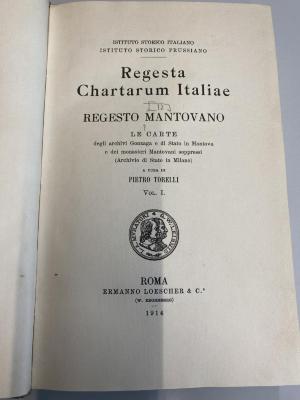 ISTITUTO STORICO ITALIANO
ISTITUTO STORICO PRUSSIANO
Regesta
Chartarum Italiae
REGESTO MANTOVANO
LE CARTE
degli archivi Gonzaga e di Stato in Mantova
e dei monasteri Mantovani soppressi
(Archivio di Stato in Milano)
A CURA DI
PIETRO TORELLI
VOL. I.
ROMA
ERMANNO LOESCHER & C.º
(W. REGENBERG)
1914